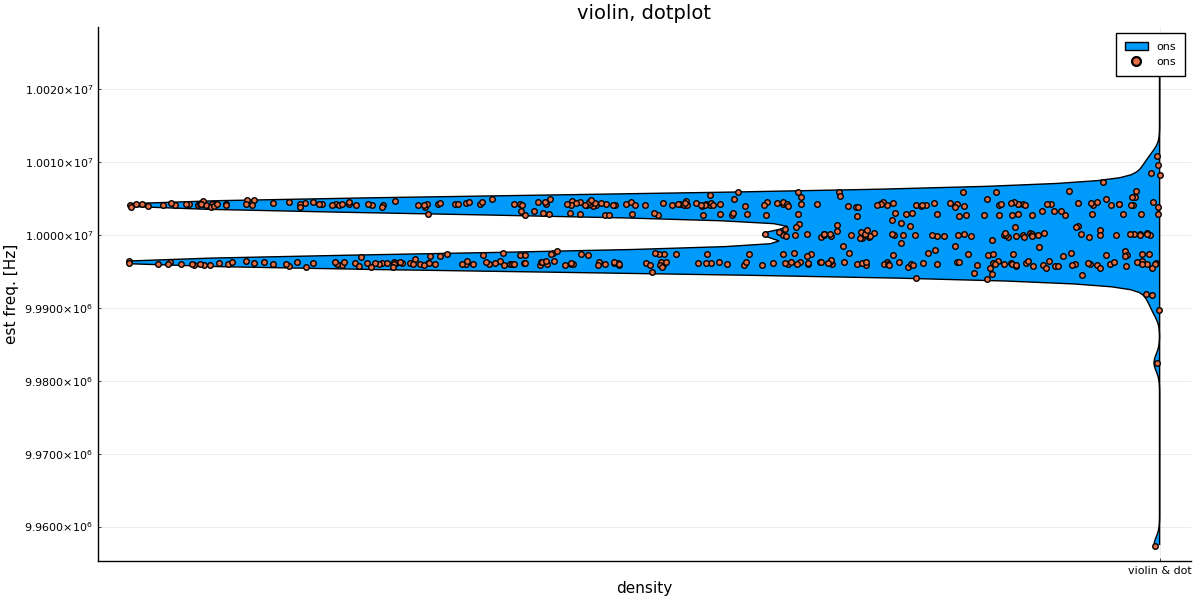 violin, dotplot
ons
ons
1.0020×10⁷
1.0010×10⁷
1.0000×10⁷
9.9900×10⁶
9.9800×10⁶
9.9700×10⁶
9.9600×10⁶
est freq. [Hz]
violin & dot
density